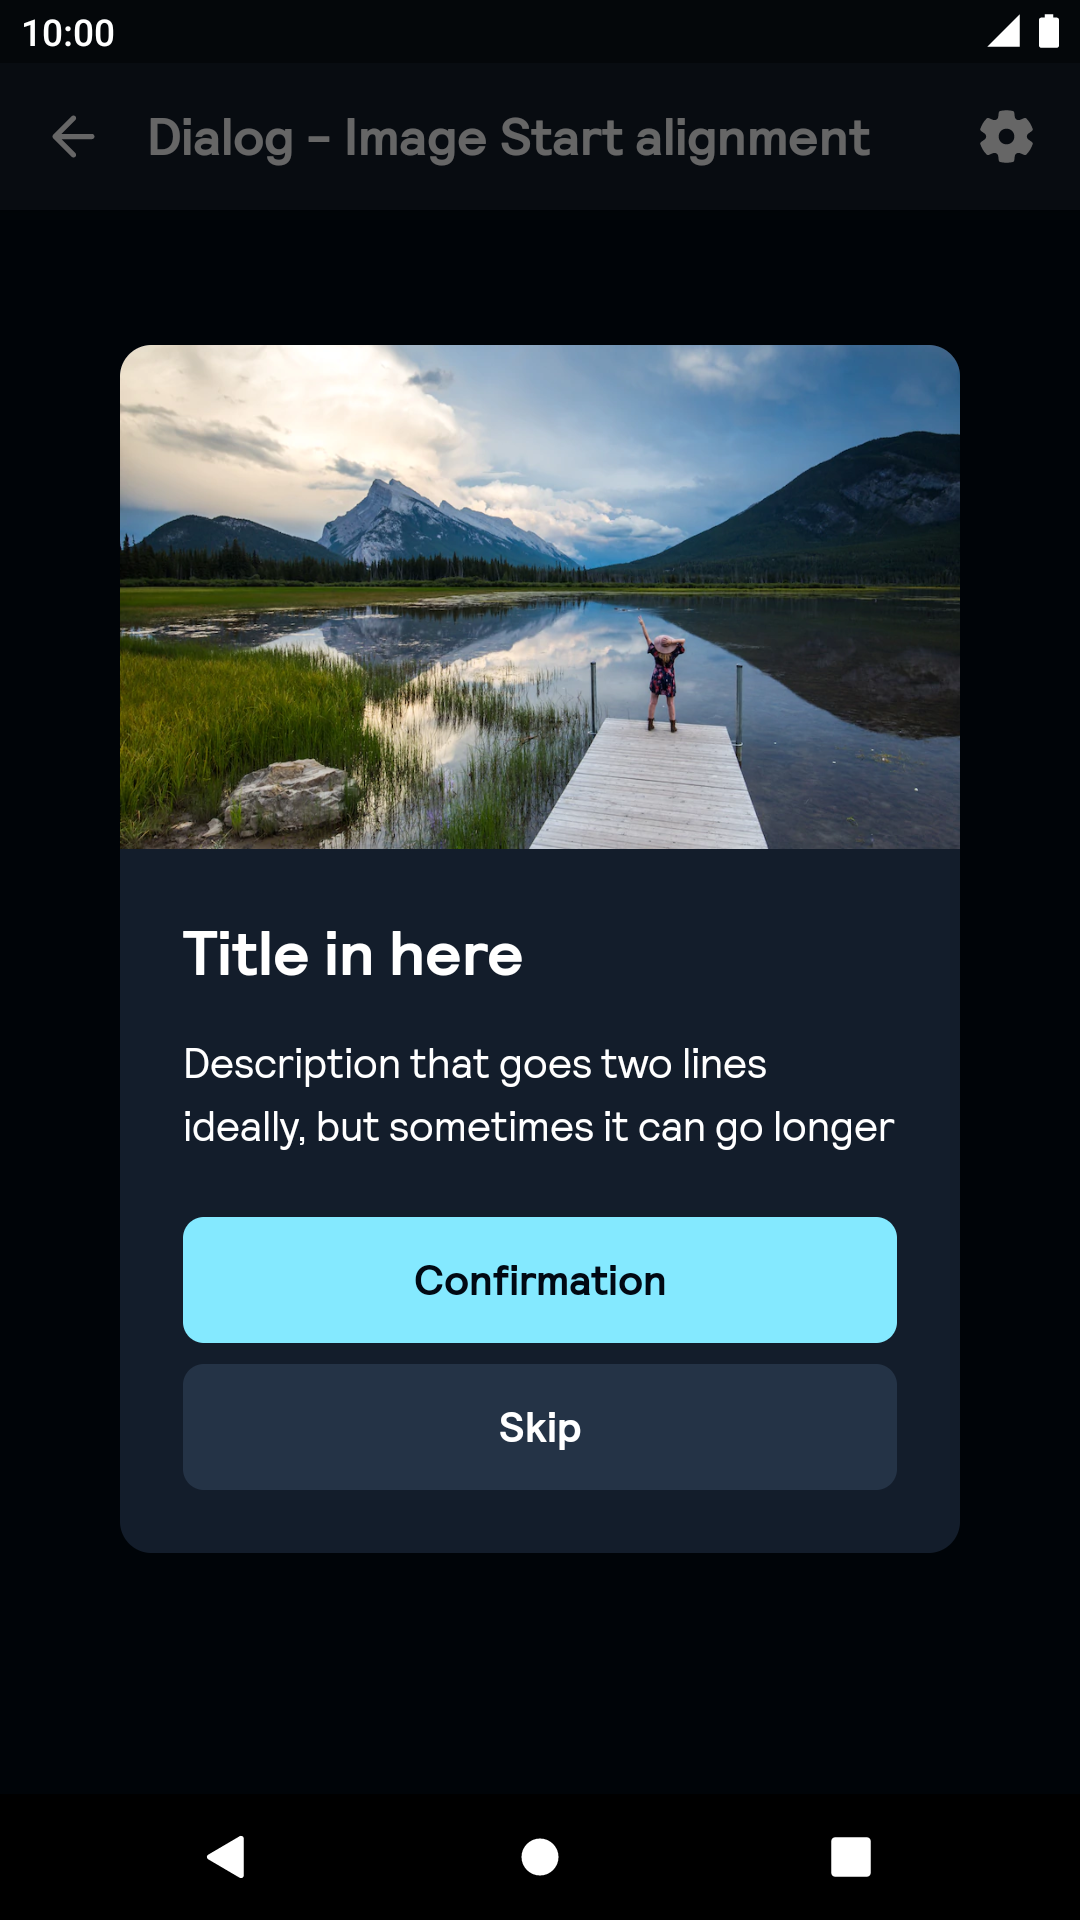 10:00
Dialog - Image Start alignment
Title in here
Description that goes two lines
ideally, but sometimes it can go longer
Confirmation
Skip